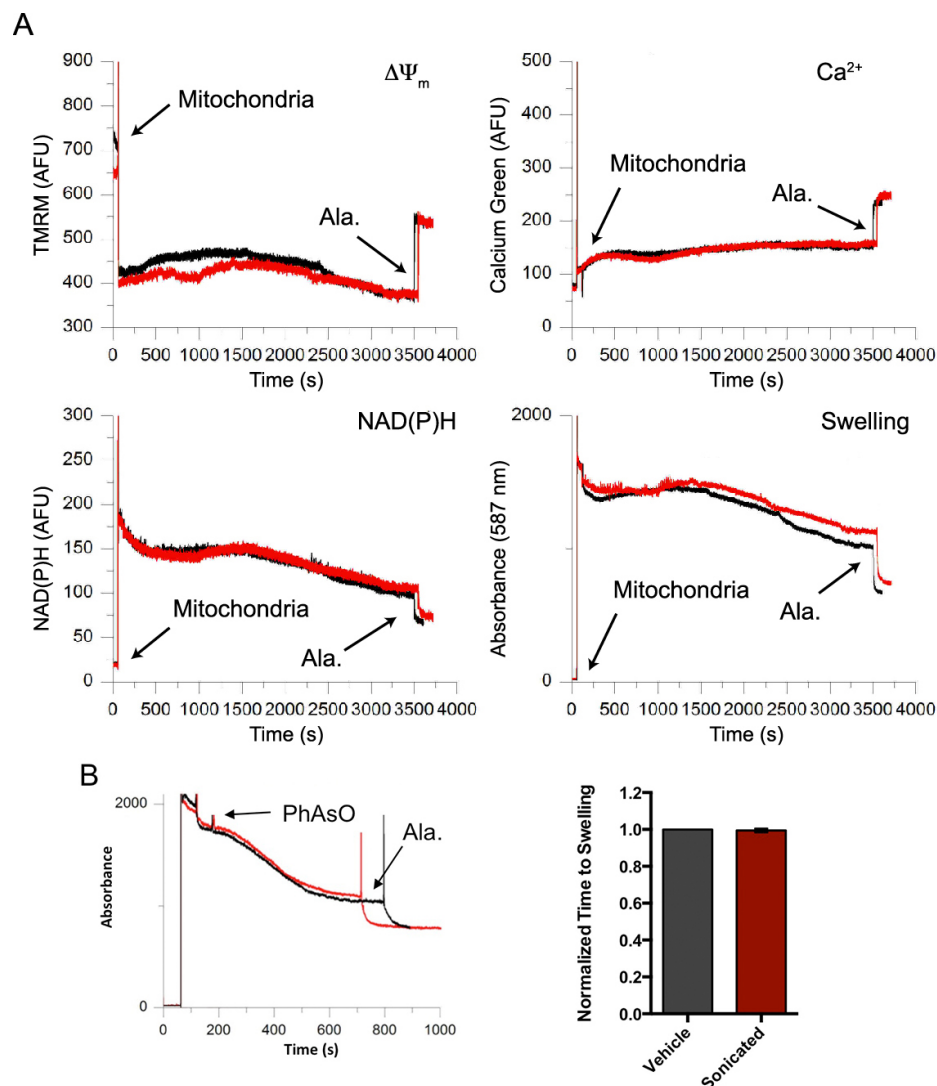 A
ΔΨm
TMRM (AFU)
900
800
700
600
500
400
300
Mitochondria
Ala.
0 500 1000 1500 2000 2500 3000 3500 4000
Time (s)
Ca2+
Calcium Green (AFU)
500
400
300
200
100
0
Mitochondria
Ala.
0 500 1000 1500 2000 2500 3000 3500 4000
Time (s)
NAD(P)H
NAD(P)H (AFU)
300
250
200
150
100
50
0
Mitochondria
Ala.
0 500 1000 1500 2000 2500 3000 3500 4000
Time (s)
Swelling
Absorbance (587 nm)
2000
0
Mitochondria
Ala.
0 500 1000 1500 2000 2500 3000 3500 4000
Time (s)
B
Absorbance
2000
0
PhAsO
Ala.
0 200 400 600 800 1000
Time (s)
Normalized Time to Swelling
1.2
1.0
0.8
0.6
0.4
0.2
0.0
Vehicle
Sonicated